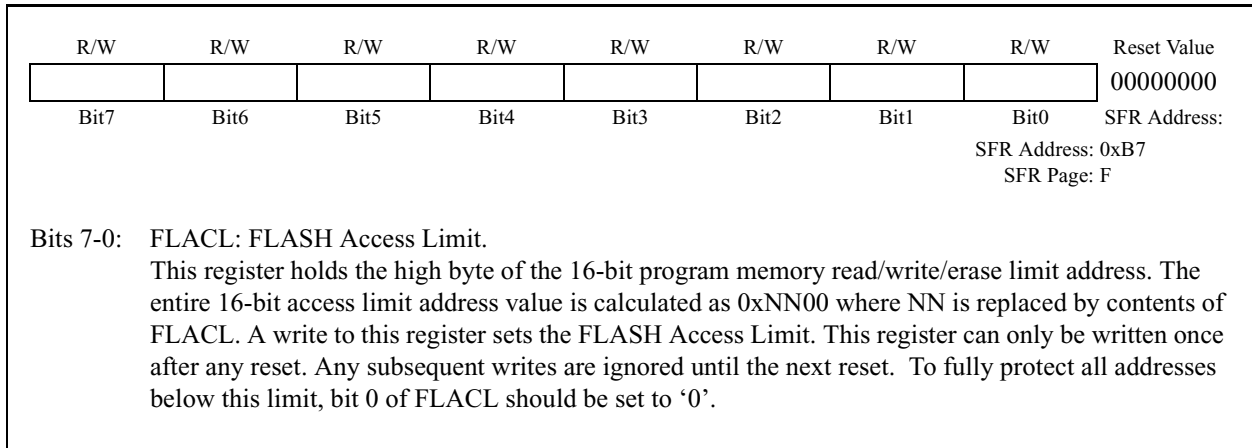 R/W R/W R/W R/W R/W R/W R/W R/W Reset Value
00000000
Bit7 Bit6 Bit5 Bit4 Bit3 Bit2 Bit1 Bit0 SFR Address:
SFR Address: 0xB7
SFR Page: F
Bits 7-0: FLACL: FLASH Access Limit.
This register holds the high byte of the 16-bit program memory read/write/erase limit address. The
entire 16-bit access limit address value is calculated as 0xNN00 where NN is replaced by contents of
FLACL. A write to this register sets the FLASH Access Limit. This register can only be written once
after any reset. Any subsequent writes are ignored until the next reset. To fully protect all addresses
below this limit, bit 0 of FLACL should be set to ‘0’.